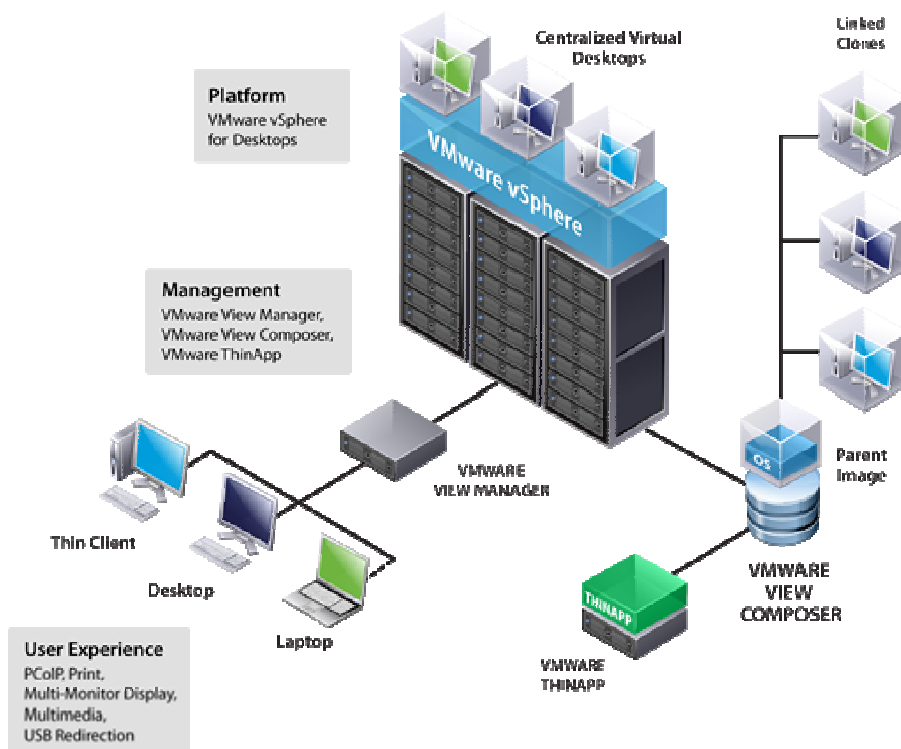 Centralized Virtual
Desktops
Linked
Clones
Platform
VMware vSphere
for Desktops
VMware vSphere
Management
VMware View Manager,
VMware View Composer,
VMware ThinApp
VMWARE
VIEW MANAGER
OS
Parent
Image
Thin Client
Desktop
Laptop
VMWARE
VIEW
COMPOSER
THINAPP
VMWARE
THINAPP
User Experience
PCoIP, Print,
Multi-Monitor Display,
Multimedia,
USB Redirection